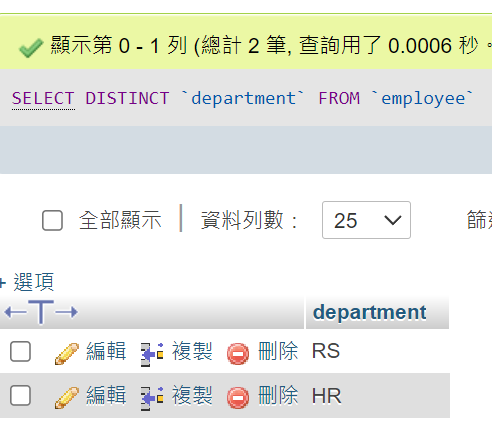 顯示第 0 - 1 列 (總計 2 筆, 查詢用了 0.0006 秒。
SELECT DISTINCT `department` FROM `employee`
全部顯示 資料列數： 25
+ 選項
department
編輯 複製 刪除 RS
編輯 複製 刪除 HR